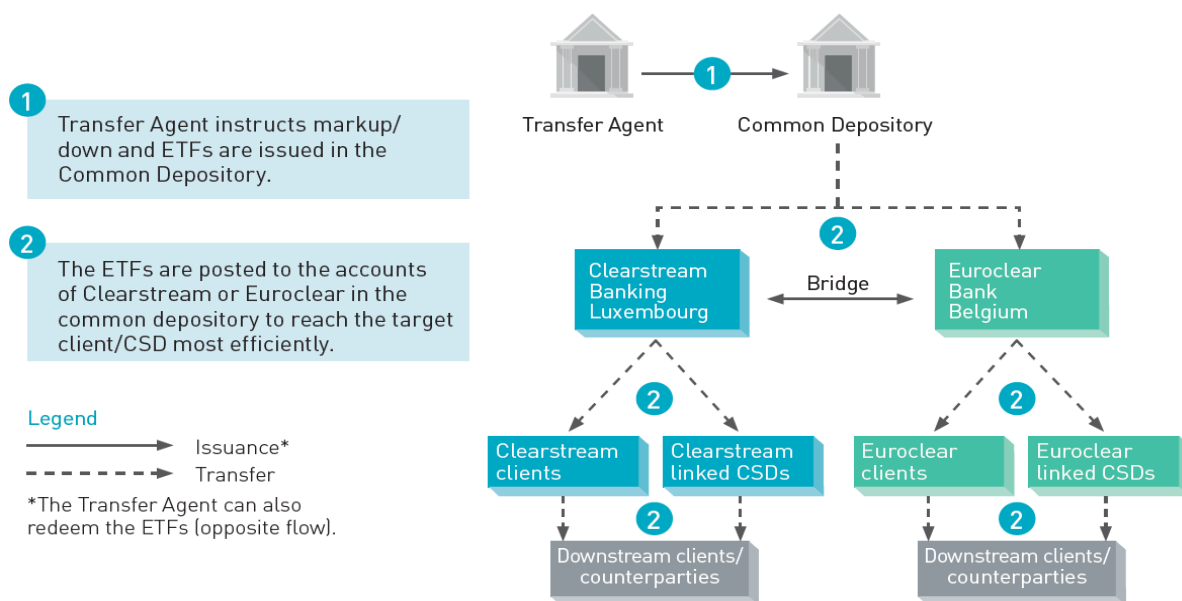 1
Transfer Agent instructs markup/
down and ETFs are issued in the
Common Depository.
2
The ETFs are posted to the accounts
of Clearstream or Euroclear in the
common depository to reach the target
client/CSD most efficiently.
Legend
Issuance*
Transfer
*The Transfer Agent can also
redeem the ETFs (opposite flow).
1
Transfer Agent
Common Depository
2
Clearstream
Banking
Luxembourg
Bridge
Euroclear
Bank
Belgium
2
2
Clearstream
clients
Clearstream
linked CSDs
Euroclear
clients
Euroclear
linked CSDs
2
2
Downstream clients/
counterparties
Downstream clients/
counterparties